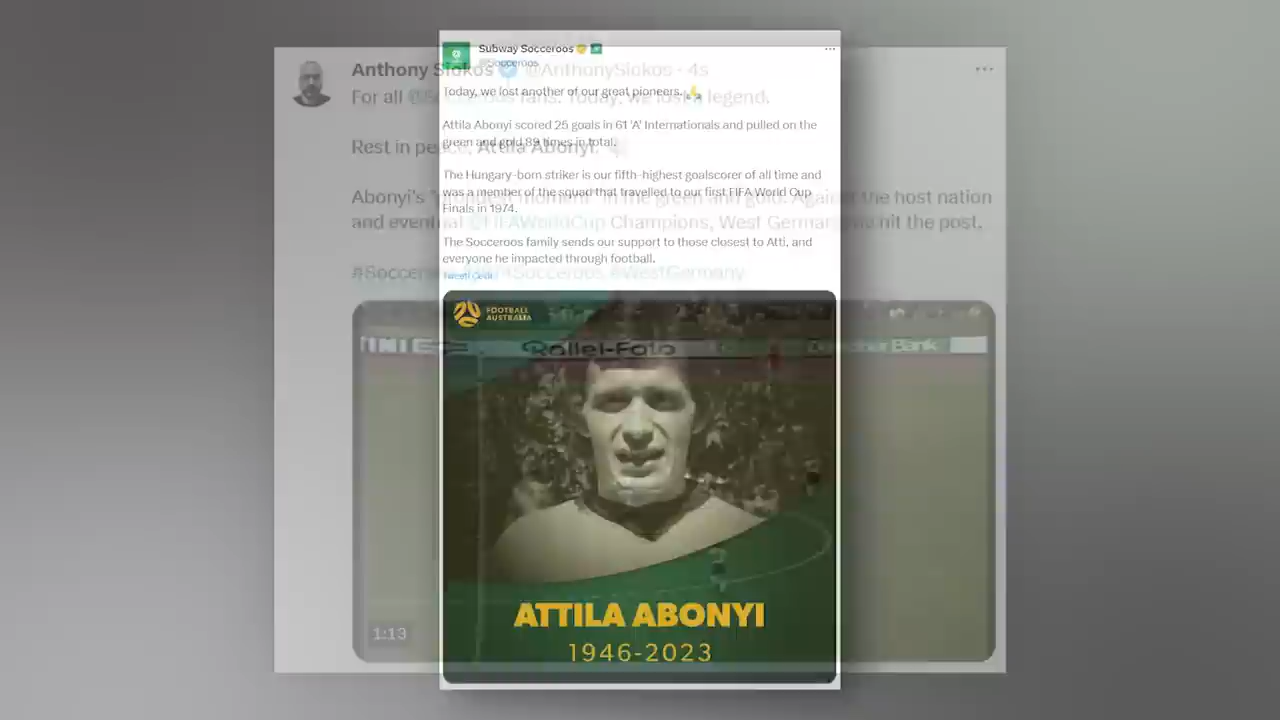 Subway Socceroos
@Socceroos
Today, we lost another of our great pioneers.
Attila Abonyi scored 25 goals in 61 'A' Internationals and pulled on the
green and gold 89 times in total.
The Hungary-born striker is our fifth-highest goalscorer of all time and
was a member of the squad that travelled to our first FIFA World Cup
Finals in 1974.
The Socceroos family sends our support to those closest to Atti, and
everyone he impacted through football.
FOOTBALL
AUSTRALIA
ATTILA ABONYI
1946-2023
Anthony Siokos @AnthonySiokos · 4s
For all fans. Today, we lost a legend.
Rest in peace, Attila Abonyi.
Abonyi's in the green and gold. Against the host nation
and eventual @FIFAWorldCup Champions, West Germany hit the post.
#Socceroos #WestGermany
Rollei-Foto
Bank
1:13